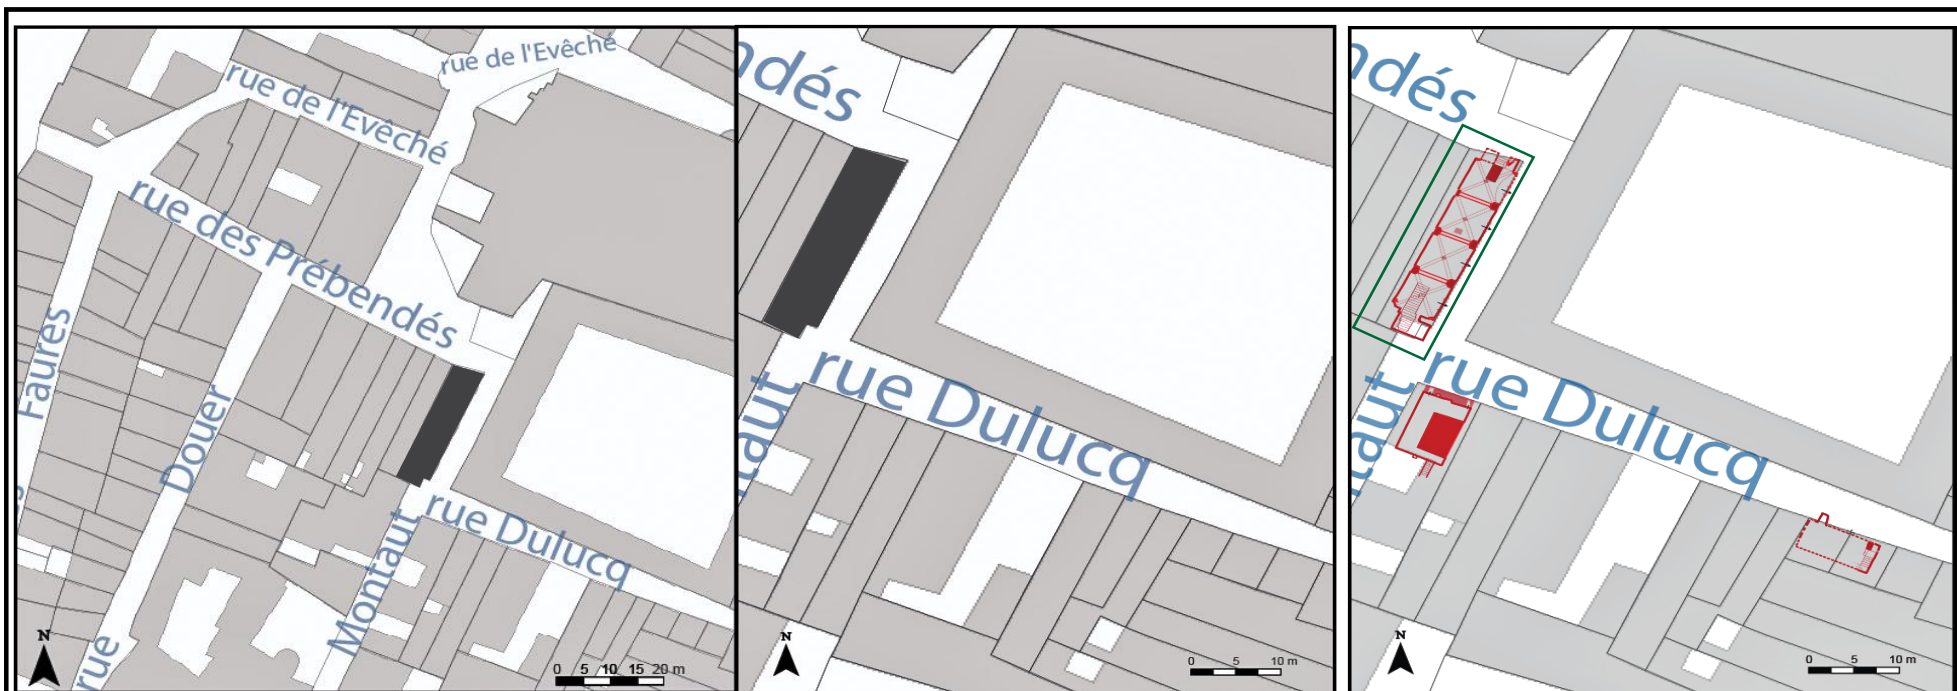 rue de l'Evêché
rue de l'Evêché
rue des Prébendés
Faures
Douer
rue Dulucq
Montaut
rue
N
0 5 10 15 20 m
ndés
rue Dulucq
taut
N
0 5 10 m
ndés
rue Dulucq
taut
N
0 5 10 m